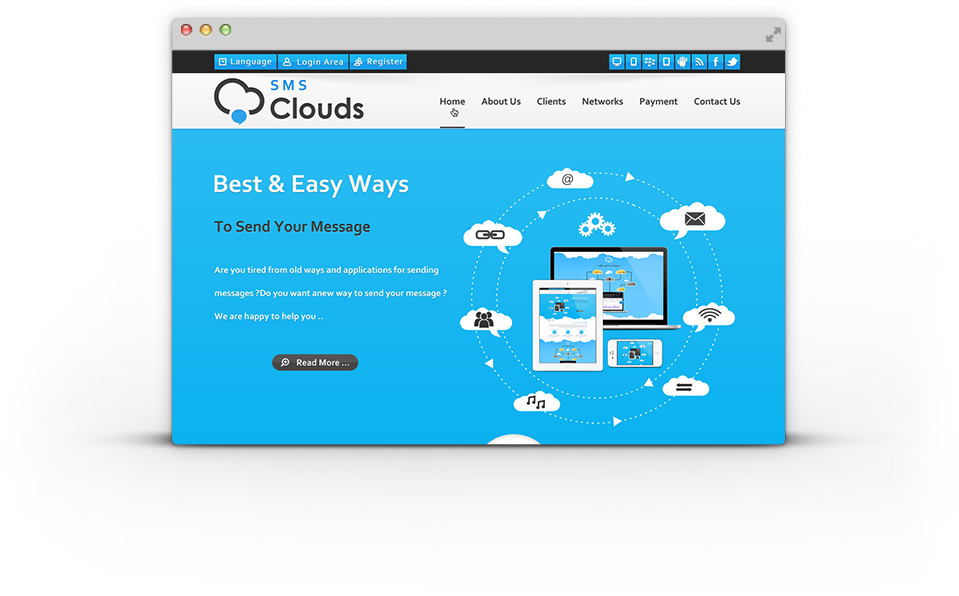 Language Login Area Register
SMS
Clouds
Home About Us Clients Networks Payment Contact Us
Best & Easy Ways
To Send Your Message
Are you tired from old ways and applications for sending
messages ?Do you want anew way to send your message ?
We are happy to help you ..
Read More ...
@